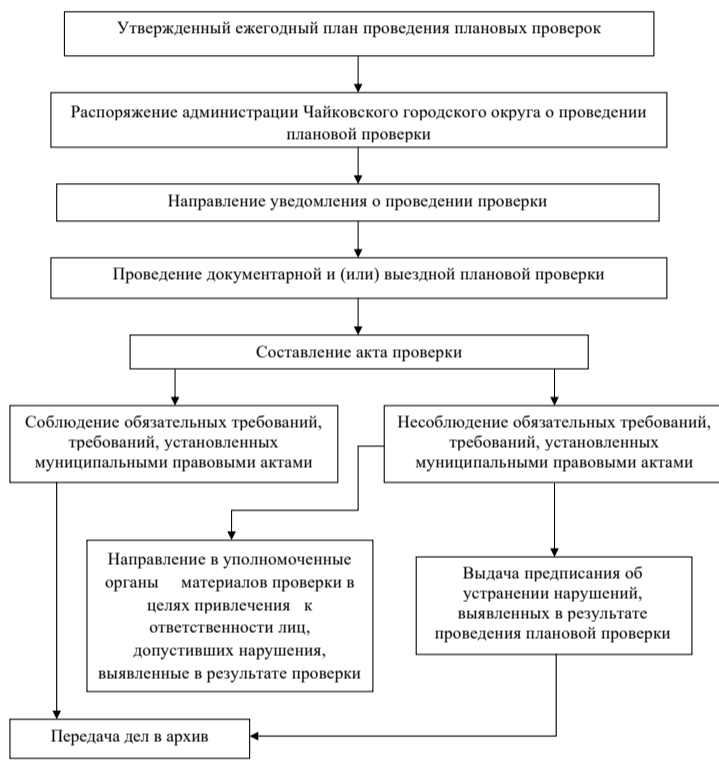 Утвержденный ежегодный план проведения плановых проверок
Распоряжение администрации Чайковского городского округа о проведении
плановой проверки
Направление уведомления о проведении проверки
Проведение документарной и (или) выездной плановой проверки
Составление акта проверки
Соблюдение обязательных требований,
требований, установленных
муниципальными правовыми актами
Несоблюдение обязательных требований,
требований, установленных
муниципальными правовыми актами
Направление в уполномоченные
органы материалов проверки в
целях привлечения к
ответственности лиц,
допустивших нарушения,
выявленные в результате проверки
Выдача предписания об
устранении нарушений,
выявленных в результате
проведения плановой проверки
Передача дел в архив